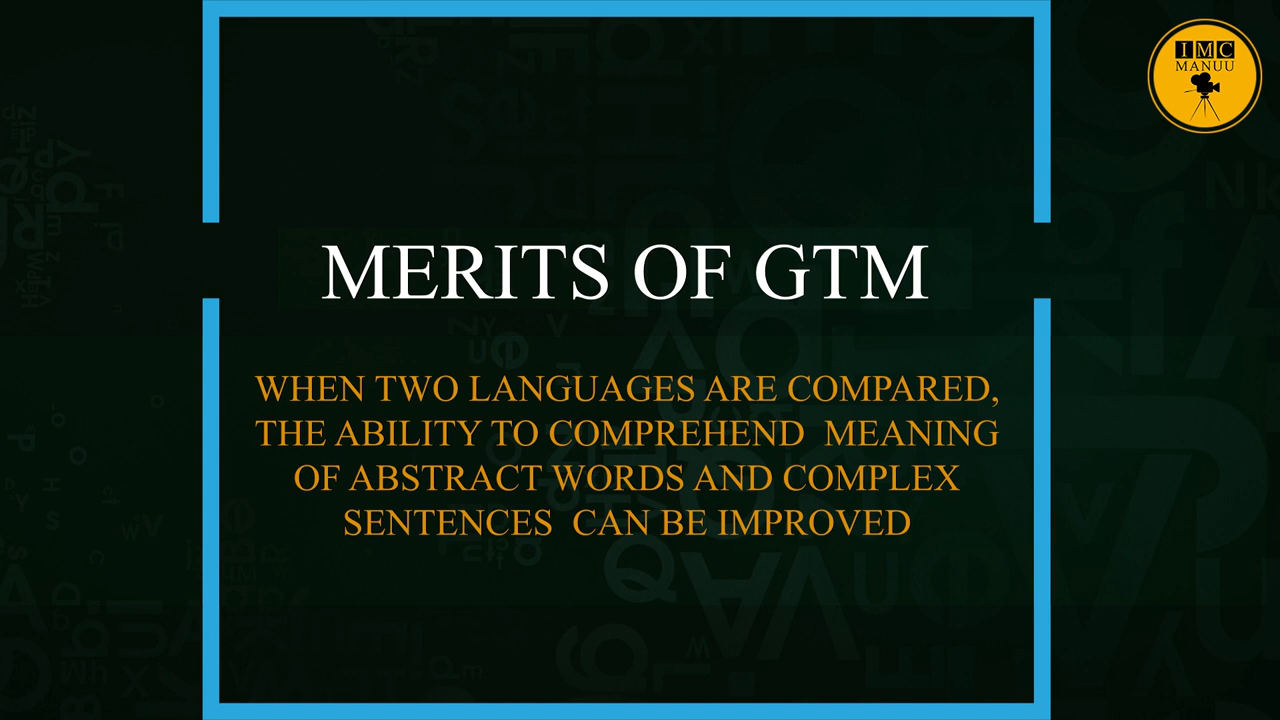 IMC
MANUU
MERITS OF GTM
WHEN TWO LANGUAGES ARE COMPARED,
THE ABILITY TO COMPREHEND MEANING
OF ABSTRACT WORDS AND COMPLEX
SENTENCES CAN BE IMPROVED